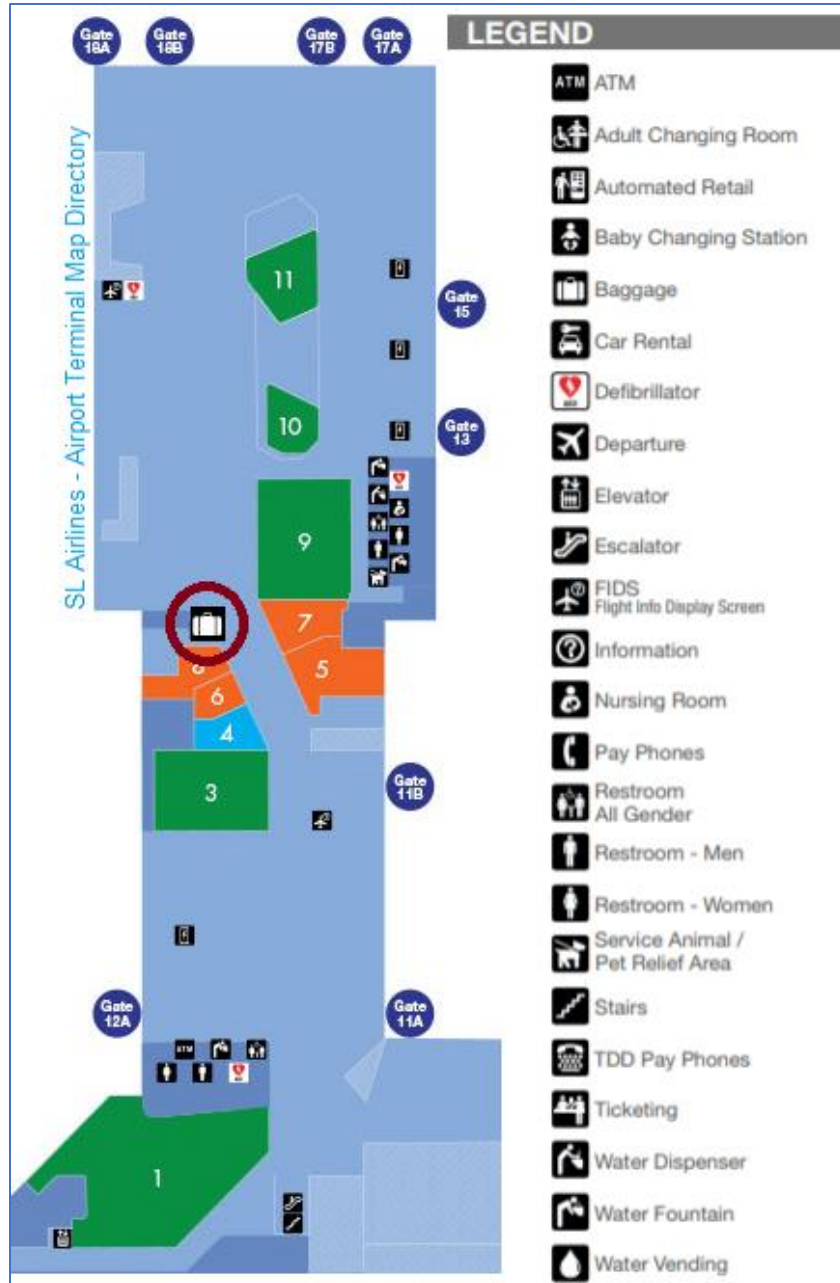 Gate 18A
Gate 18B
Gate 17B
Gate 17A
SL Airlines - Airport Terminal Map Directory
11
Gate 15
10
Gate 13
9
7
8
5
6
4
3
Gate 11B
Gate 12A
Gate 11A
ATM
1
LEGEND
ATM ATM
Adult Changing Room
Automated Retail
Baby Changing Station
Baggage
Car Rental
Defibrillator
Departure
Elevator
Escalator
FIDS
Flight Info Display Screen
Information
Nursing Room
Pay Phones
Restroom
All Gender
Restroom - Men
Restroom - Women
Service Animal /
Pet Relief Area
Stairs
TDD Pay Phones
Ticketing
Water Dispenser
Water Fountain
Water Vending